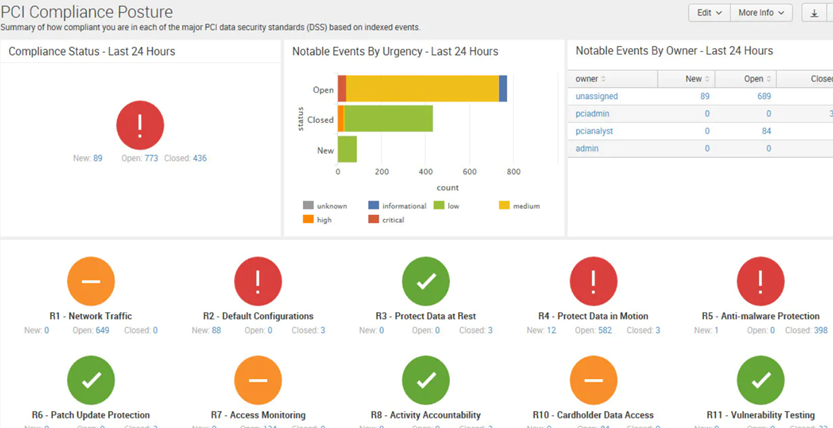 PCI Compliance Posture
Edit
More Info
Summary of how compliant you are in each of the major PCI data security standards (DSS) based on indexed events.
Compliance Status - Last 24 Hours
New: 89 Open: 773 Closed: 436
Notable Events By Urgency - Last 24 Hours
status
Open
Closed
New
0 200 400 600 800
count
unknown informational low medium
high critical
Notable Events By Owner - Last 24 Hours
owner New Open Closed
unassigned 89 689
pciadmin 0 0
pcianalyst 0 84
admin 0 0
R1 - Network Traffic
New: 0 Open: 649 Closed: 0
R2 - Default Configurations
New: 88 Open: 0 Closed: 3
R3 - Protect Data at Rest
New: 0 Open: 0 Closed: 3
R4 - Protect Data in Motion
New: 12 Open: 582 Closed: 3
R5 - Anti-malware Protection
New: 1 Open: 0 Closed: 398
R6 - Patch Update Protection
R7 - Access Monitoring
R8 - Activity Accountability
R10 - Cardholder Data Access
R11 - Vulnerability Testing